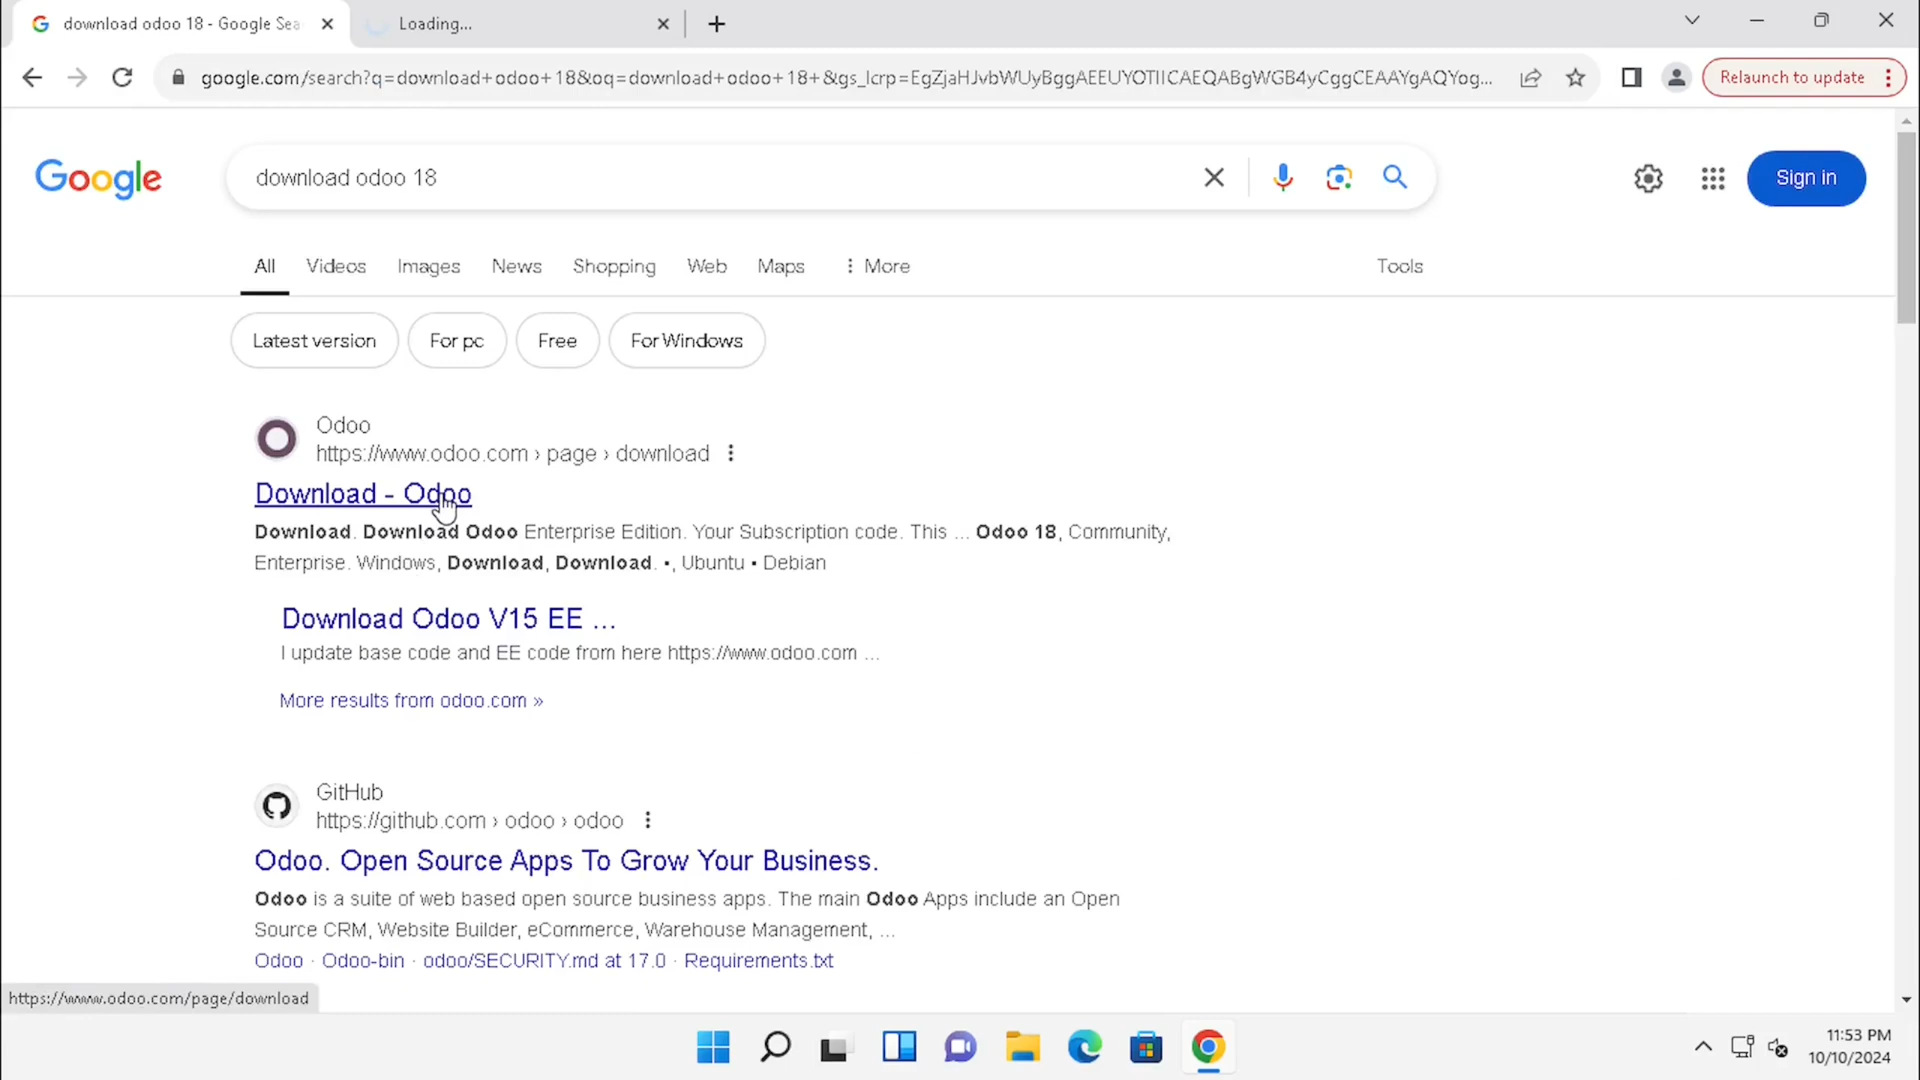 download odoo 18 - Google Sea
Loading...
google.com/search?q=download+odoo+18&oq=download+odoo+18+&gs_lcrp=EgZjaHJvbWUyBggAEEUYOTIICAEQABgWGB4yCggCEAAYgAQYog...
Relaunch to update
Google
download odoo 18
Sign in
All Videos Images News Shopping Web Maps More Tools
Latest version For pc Free For Windows
Odoo
https://www.odoo.com › page › download
Download - Odoo
Download. Download Odoo Enterprise Edition. Your Subscription code. This ... Odoo 18, Community,
Enterprise. Windows, Download, Download. •, Ubuntu • Debian
Download Odoo V15 EE ...
I update base code and EE code from here https://www.odoo.com ...
More results from odoo.com »
GitHub
https://github.com › odoo › odoo
Odoo. Open Source Apps To Grow Your Business.
Odoo is a suite of web based open source business apps. The main Odoo Apps include an Open
Source CRM, Website Builder, eCommerce, Warehouse Management, ...
Odoo · Odoo-bin · odoo/SECURITY.md at 17.0 · Requirements.txt
https://www.odoo.com/page/download
11:53 PM
10/10/2024